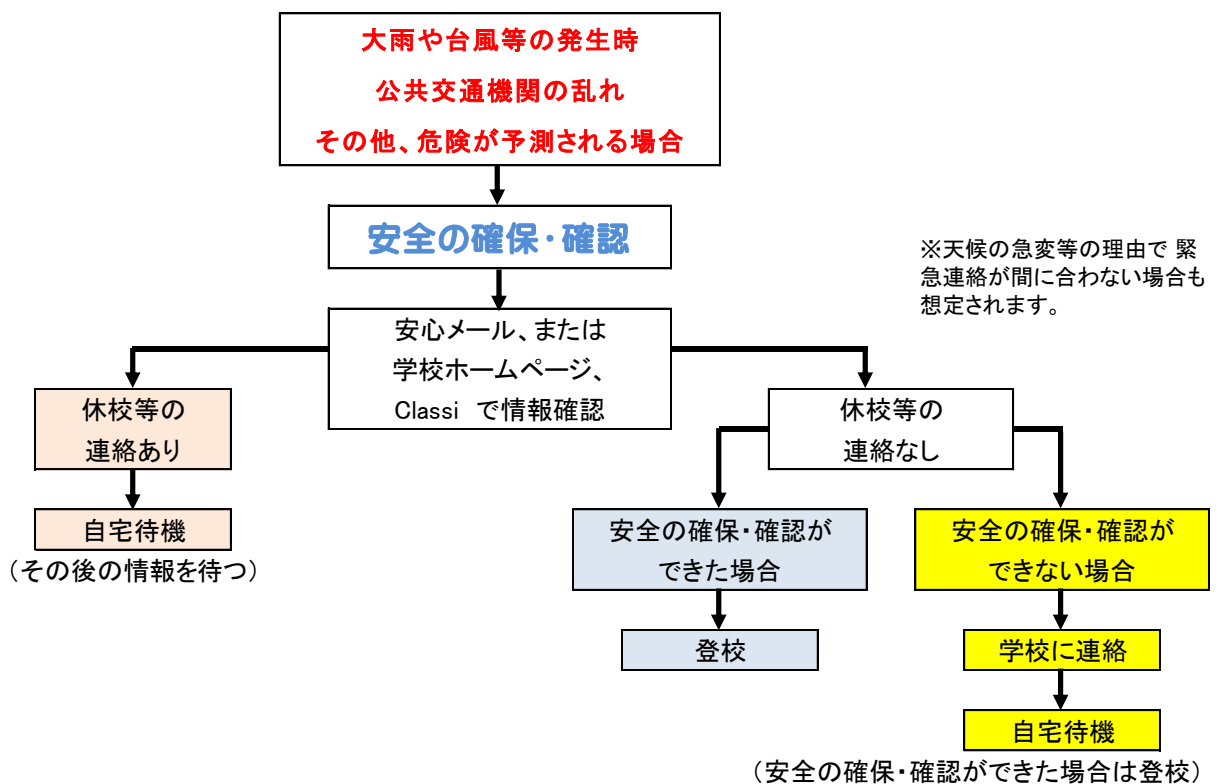 大雨や台風等の発生時
公共交通機関の乱れ
その他、危険が予測される場合
安全の確保・確認
※天候の急変等の理由で 緊
急連絡が間に合わない場合も
想定されます。
安心メール、または
学校ホームページ、
Classi で情報確認
休校等の
連絡あり
自宅待機
（その後の情報を待つ）
休校等の
連絡なし
安全の確保・確認が
できた場合
登校
安全の確保・確認が
できない場合
学校に連絡
自宅待機
（安全の確保・確認ができた場合は登校）